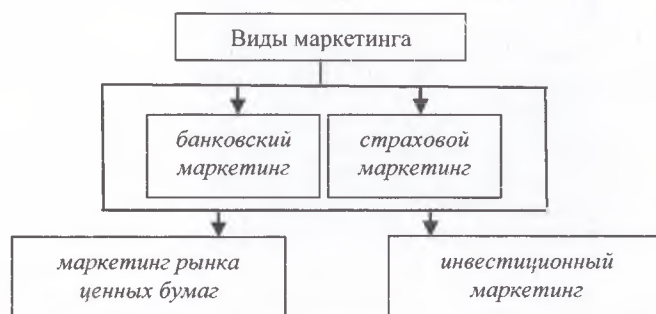 Виды маркетинга
банковский
маркетинг
страховой
маркетинг
маркетинг рынка
ценных бумаг
инвестиционный
маркетинг